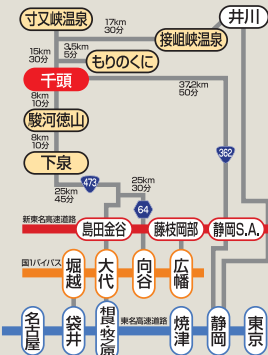 寸又峡温泉
17km
30分
井川
接岨峡温泉
15km
30分
3.5km
5分
もりのくに
千頭
37.2km
50分
8km
10分
駿河徳山
8km
10分
下泉
25km
45分
473
25km
30分
64
362
新東名高速道路
島田金谷
藤枝岡部
静岡S.A.
国1バイパス
堀越
大代
向谷
広幡
東名高速道路
名古屋
袋井
相良牧之原
焼津
静岡
東京